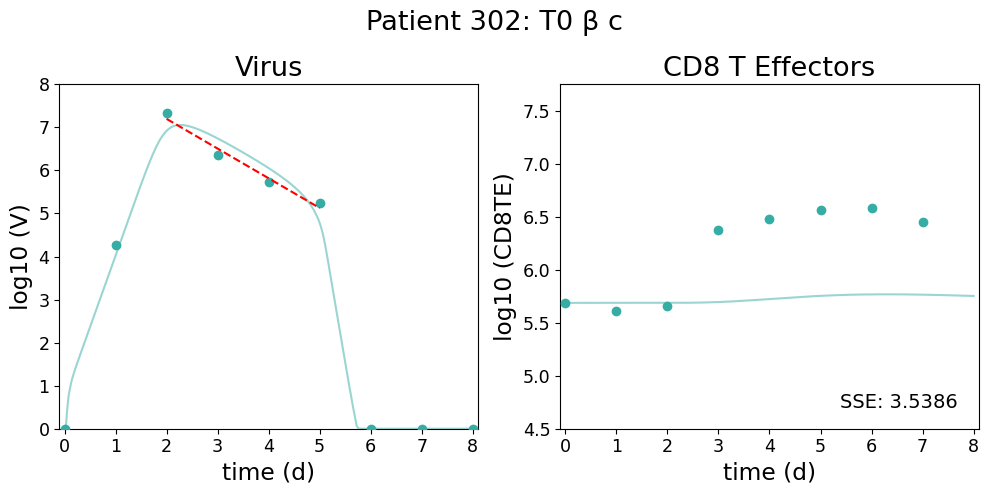 Patient 302: T0 β c
Virus
CD8 T Effectors
log10 (V)
8
7
6
5
4
3
2
1
0
0 1 2 3 4 5 6 7 8
time (d)
log10 (CD8TE)
7.5
7.0
6.5
6.0
5.5
5.0
4.5
SSE: 3.5386
0 1 2 3 4 5 6 7 8
time (d)